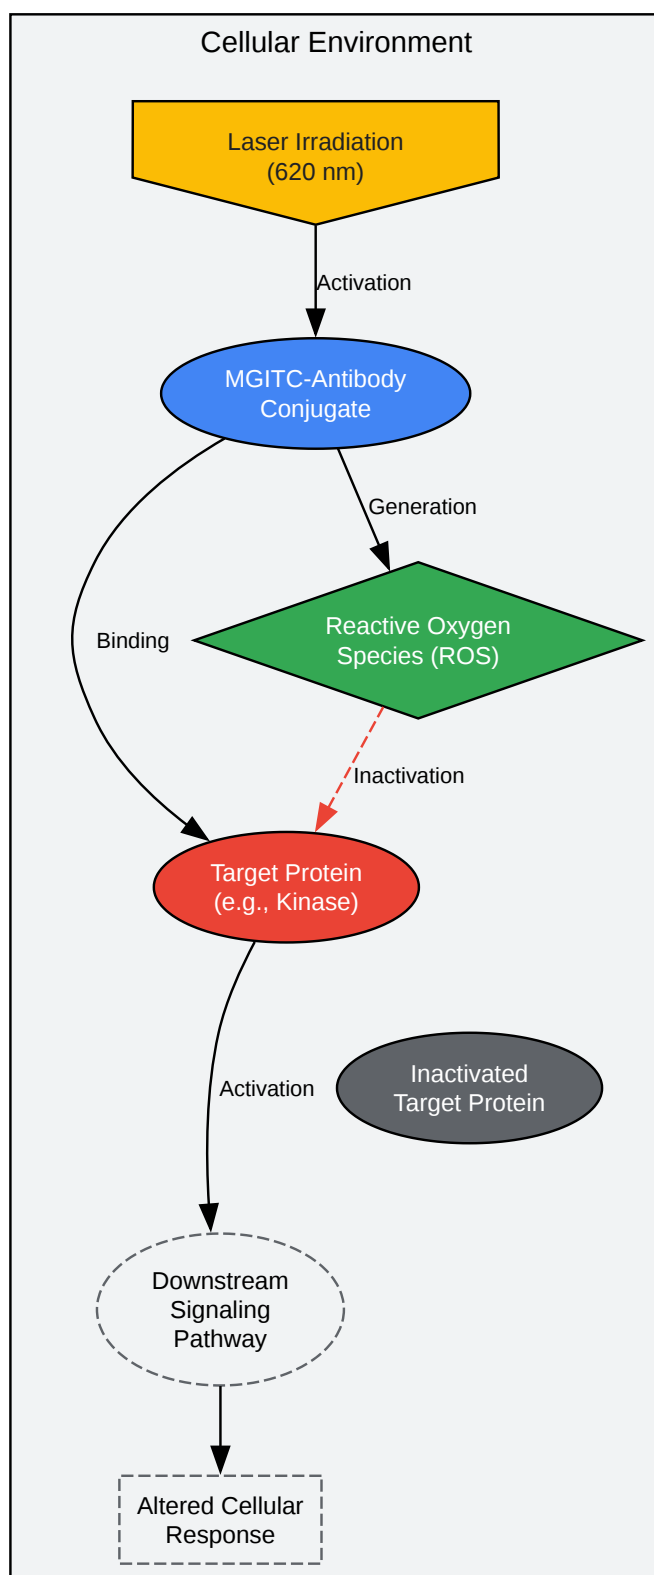 Cellular Environment
Laser Irradiation
(620 nm)
Activation
MGITC-Antibody
Conjugate
Generation
Reactive Oxygen
Species (ROS)
Binding
Inactivation
Target Protein
(e.g., Kinase)
Activation
Inactivated
Target Protein
Downstream
Signaling
Pathway
Altered Cellular
Response